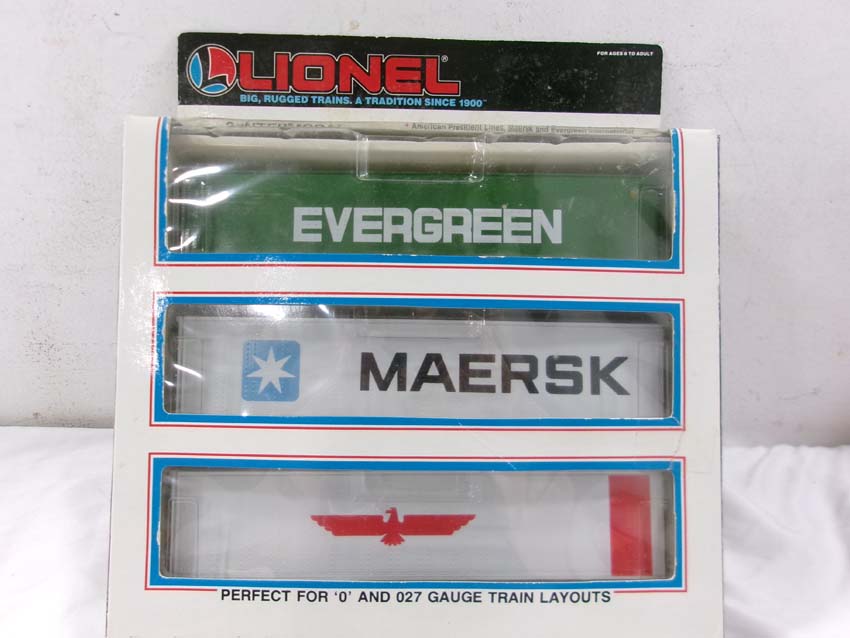 LIONEL®
FOR AGES 8 TO ADULT
BIG, RUGGED TRAINS. A TRADITION SINCE 1900™
American President Lines, Maersk and Evergreen International
EVERGREEN
MAERSK
PERFECT FOR 'O' AND 027 GAUGE TRAIN LAYOUTS